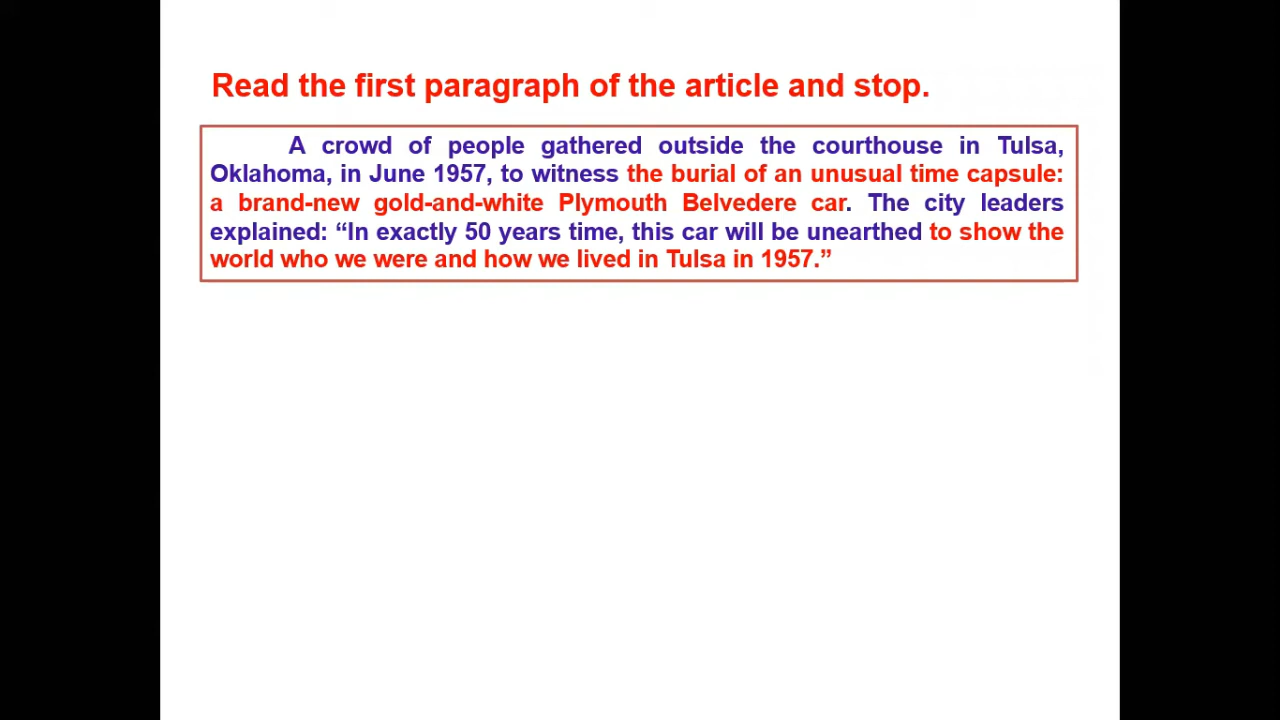 Read the first paragraph of the article and stop.
A crowd of people gathered outside the courthouse in Tulsa,
Oklahoma, in June 1957, to witness the burial of an unusual time capsule:
a brand-new gold-and-white Plymouth Belvedere car. The city leaders
explained: “In exactly 50 years time, this car will be unearthed to show the
world who we were and how we lived in Tulsa in 1957.”